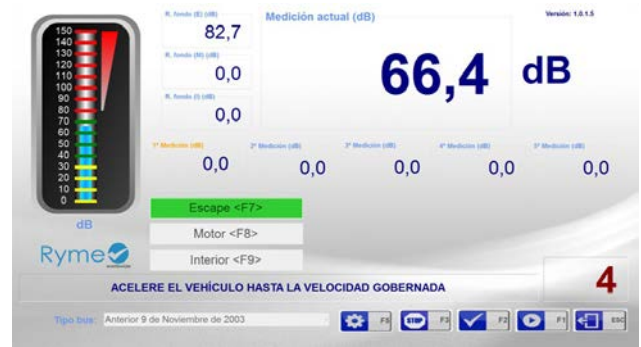 Versión: 1.0.1.5
R. fondo (E) (dB)
82,7
R. fondo (M) (dB)
0,0
R. fondo (I) (dB)
0,0
Medición actual (dB)
66,4 dB
150
140
130
120
110
100
90
80
70
60
50
40
30
20
10
0
dB
1ª Medición (dB)
0,0
2ª Medición (dB)
0,0
3ª Medición (dB)
0,0
4ª Medición (dB)
0,0
5ª Medición (dB)
0,0
Escape <F7>
Motor <F8>
Interior <F9>
Ryme
ACELERE EL VEHÍCULO HASTA LA VELOCIDAD GOBERNADA
4
Tipo bus: Anterior 9 de Noviembre de 2003
F5
STOP F3
F2
F1
ESC